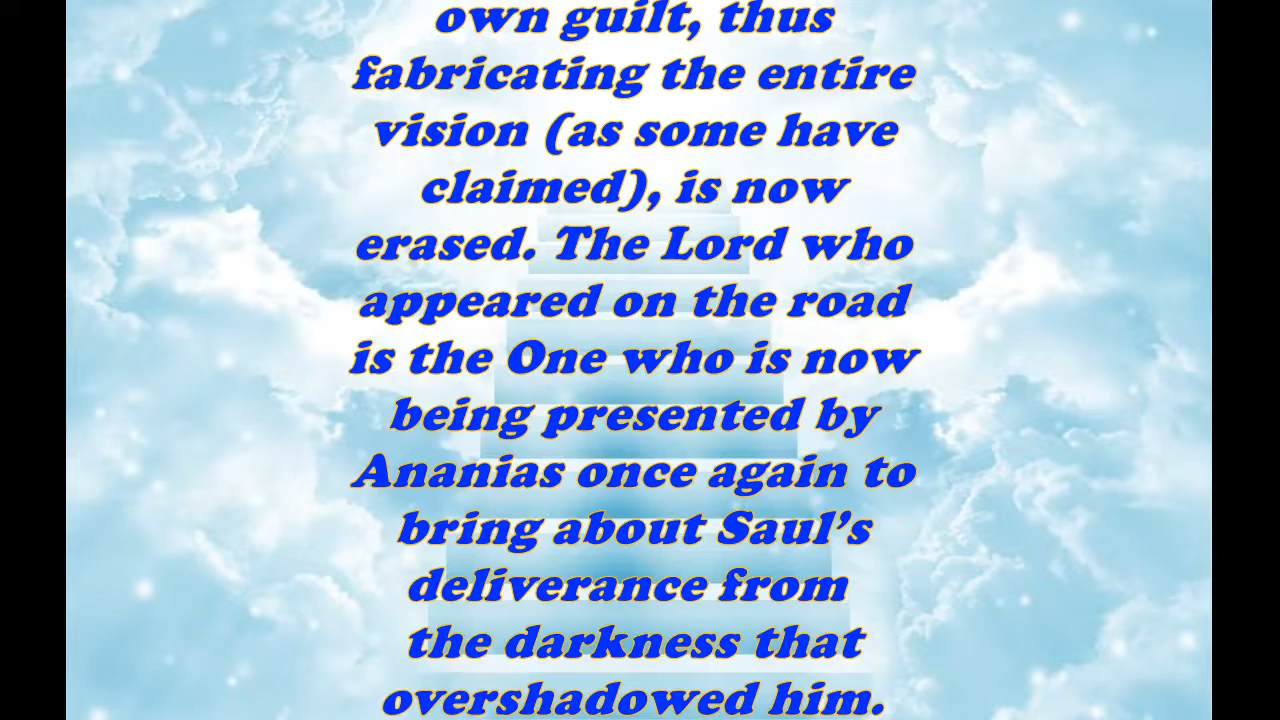 own guilt, thus
fabricating the entire
vision (as some have
claimed), is now
erased. The Lord who
appeared on the road
is the One who is now
being presented by
Ananias once again to
bring about Saul’s
deliverance from
the darkness that
overshadowed him.